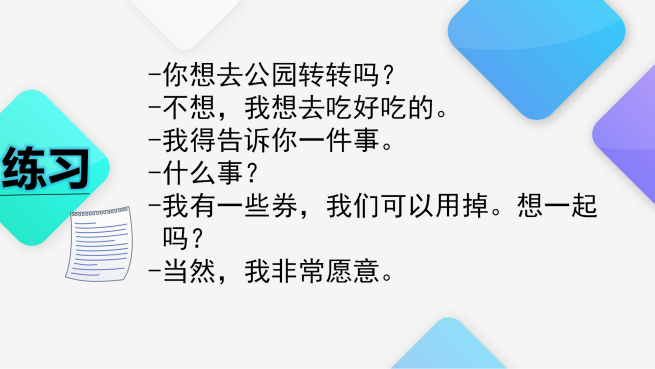 练习
-你想去公园转转吗？
-不想，我想去吃好吃的。
-我得告诉你一件事。
-什么事？
-我有一些券，我们可以用掉。想一起
吗？
-当然，我非常愿意。